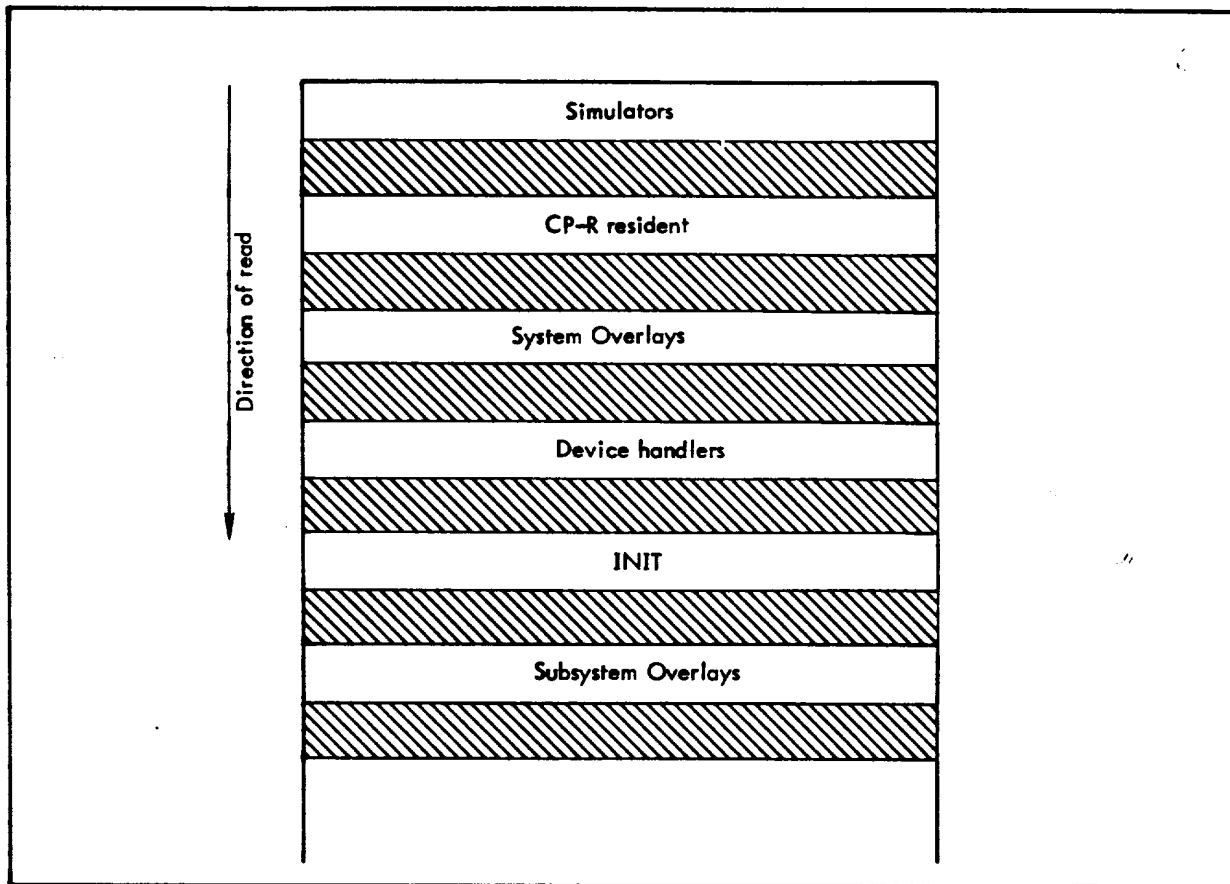 Simulators
CP-R resident
System Overlays
Device handlers
INIT
Subsystem Overlays
Direction of read